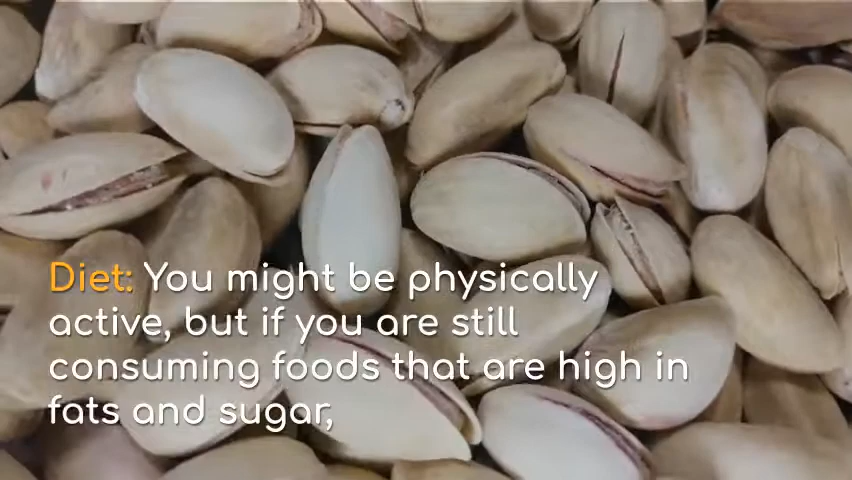 Diet: You might be physically
active, but if you are still
consuming foods that are high in
fats and sugar,